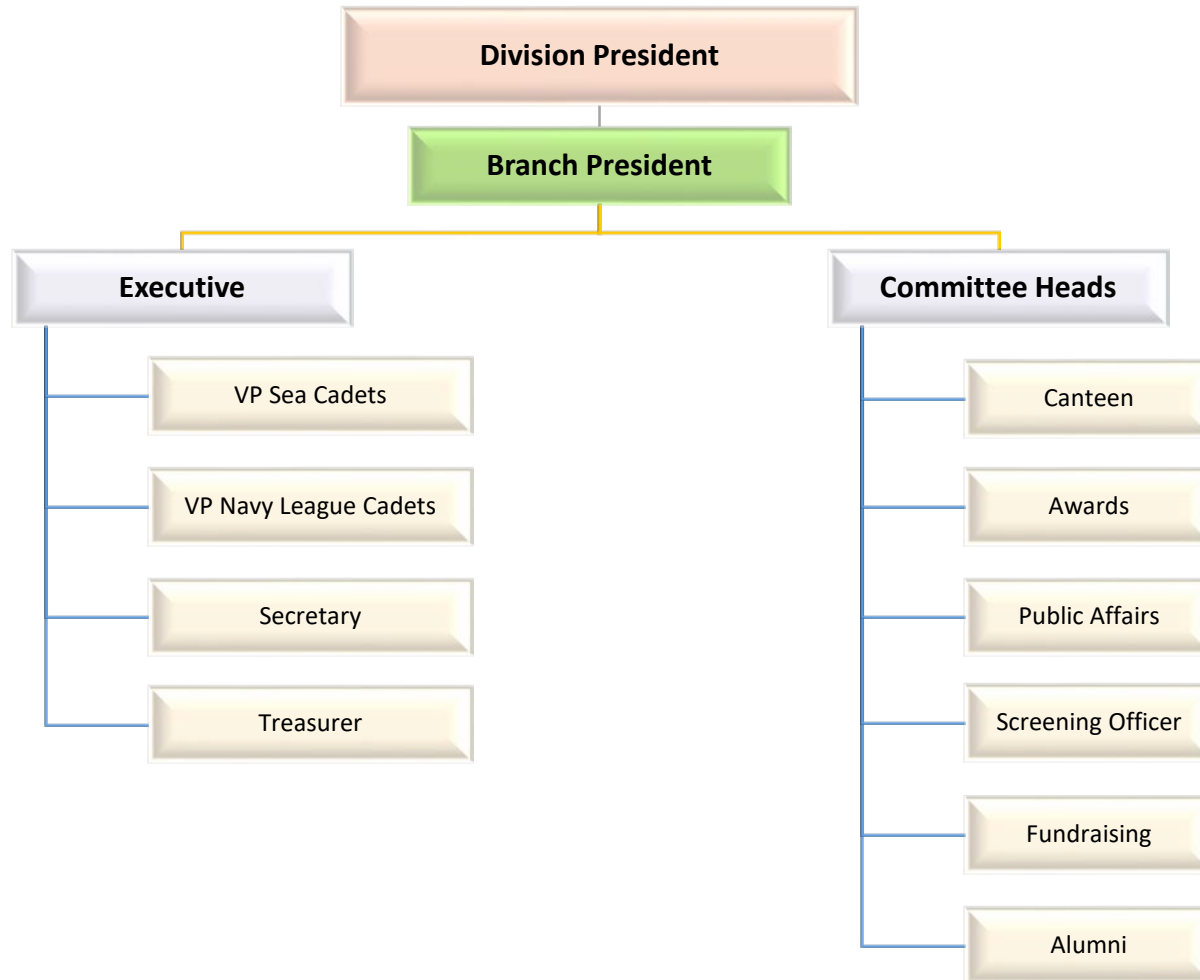 Division President
Branch President
Executive
Committee Heads
VP Sea Cadets
VP Navy League Cadets
Secretary
Treasurer
Canteen
Awards
Public Affairs
Screening Officer
Fundraising
Alumni